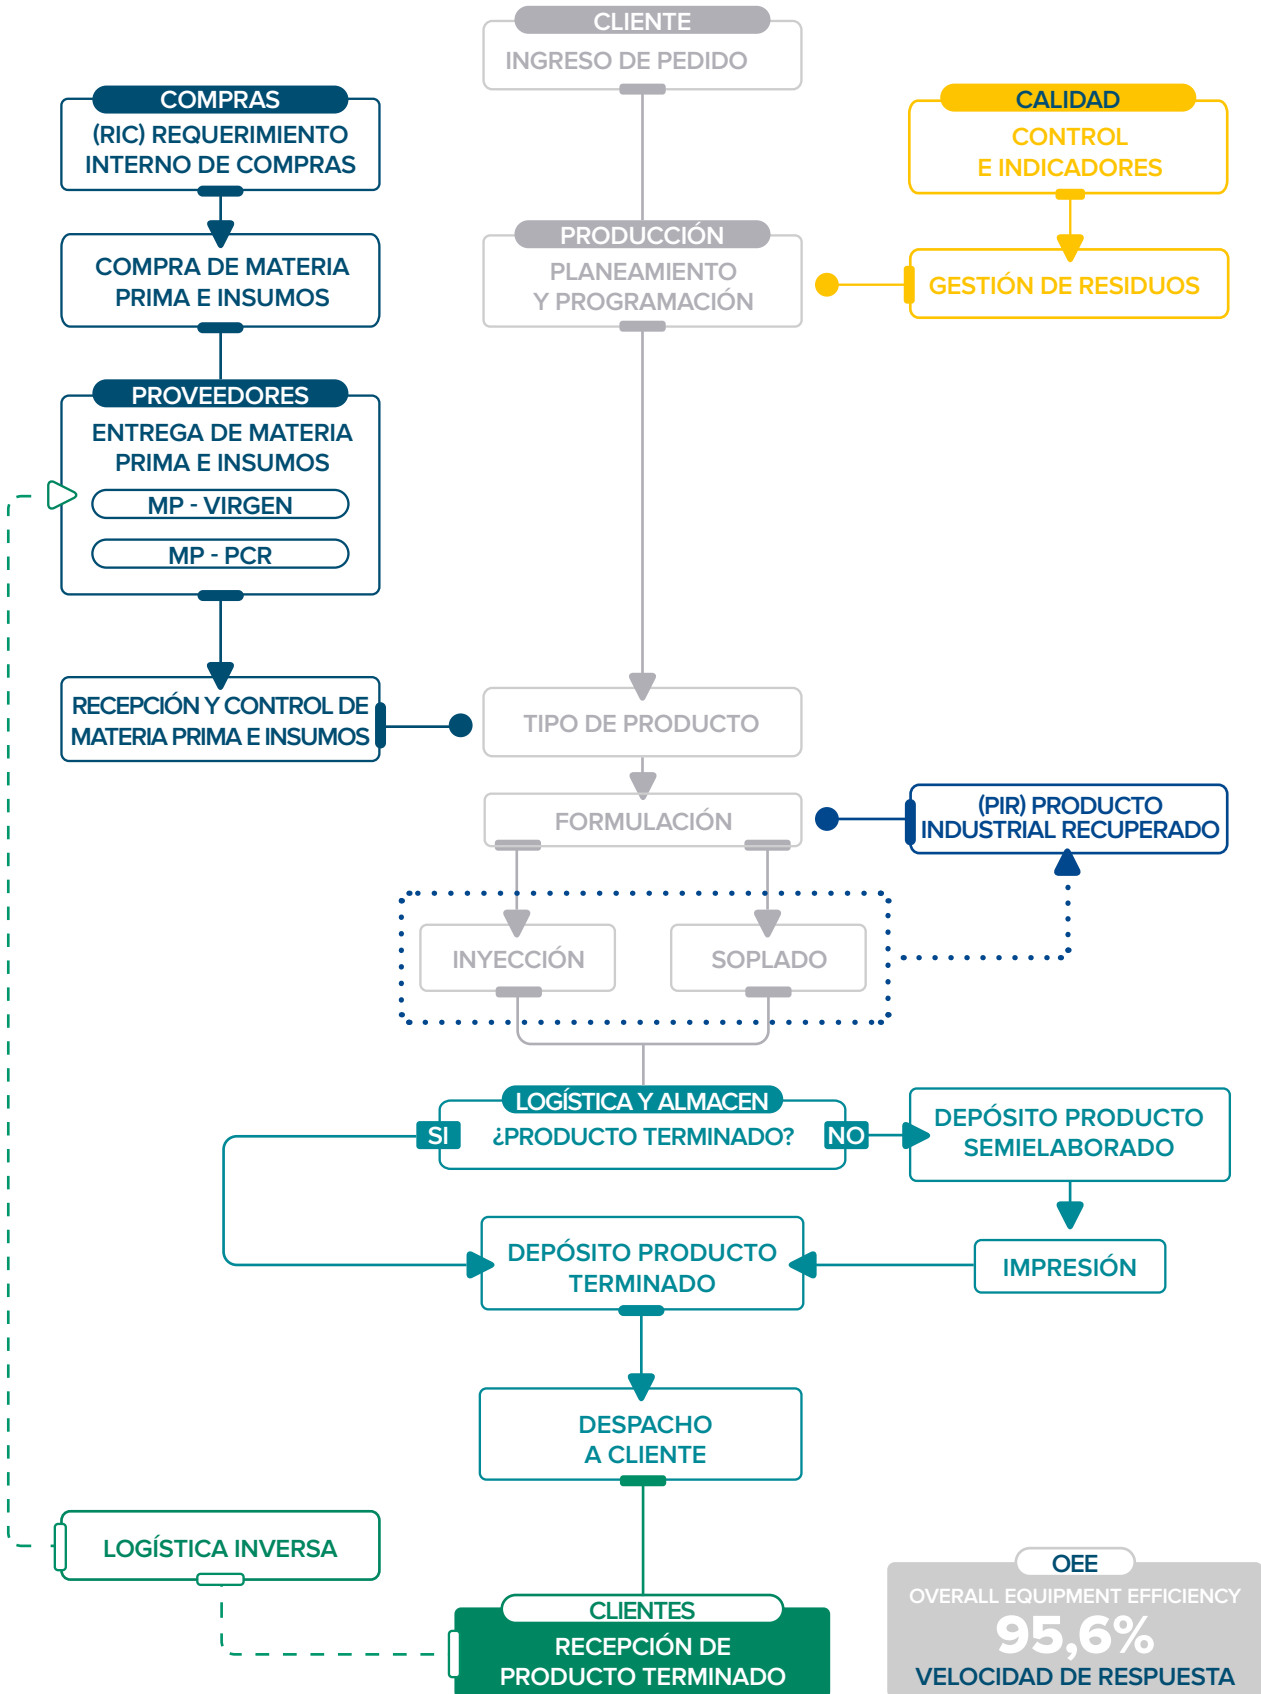 CLIENTE
INGRESO DE PEDIDO
COMPRAS
(RIC) REQUERIMIENTO
INTERNO DE COMPRAS
CALIDAD
CONTROL
E INDICADORES
COMPRA DE MATERIA
PRIMA E INSUMOS
PRODUCCIÓN
PLANEAMIENTO
Y PROGRAMACIÓN
GESTIÓN DE RESIDUOS
PROVEEDORES
ENTREGA DE MATERIA
PRIMA E INSUMOS
MP - VIRGEN
MP - PCR
RECEPCIÓN Y CONTROL DE
MATERIA PRIMA E INSUMOS
TIPO DE PRODUCTO
FORMULACIÓN
(PIR) PRODUCTO
INDUSTRIAL RECUPERADO
INYECCIÓN
SOPLADO
LOGÍSTICA Y ALMACEN
SI
¿PRODUCTO TERMINADO?
NO
DEPÓSITO PRODUCTO
SEMIELABORADO
DEPÓSITO PRODUCTO
TERMINADO
IMPRESIÓN
DESPACHO
A CLIENTE
LOGÍSTICA INVERSA
CLIENTES
RECEPCIÓN DE
PRODUCTO TERMINADO
OEE
OVERALL EQUIPMENT EFFICIENCY
95,6%
VELOCIDAD DE RESPUESTA